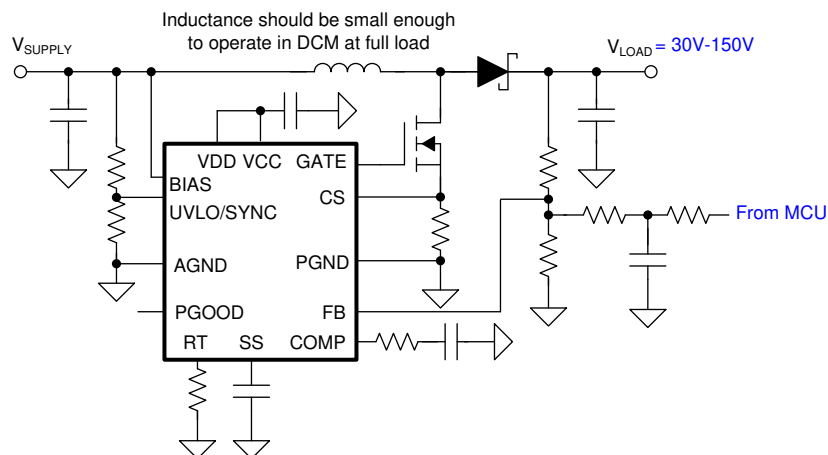 Inductance should be small enough
to operate in DCM at full load
VSUPPLY
VLOAD = 30V-150V
VDD VCC GATE
BIAS
CS
UVLO/SYNC
AGND
PGND
PGOOD
FB
RT
SS
COMP
From MCU